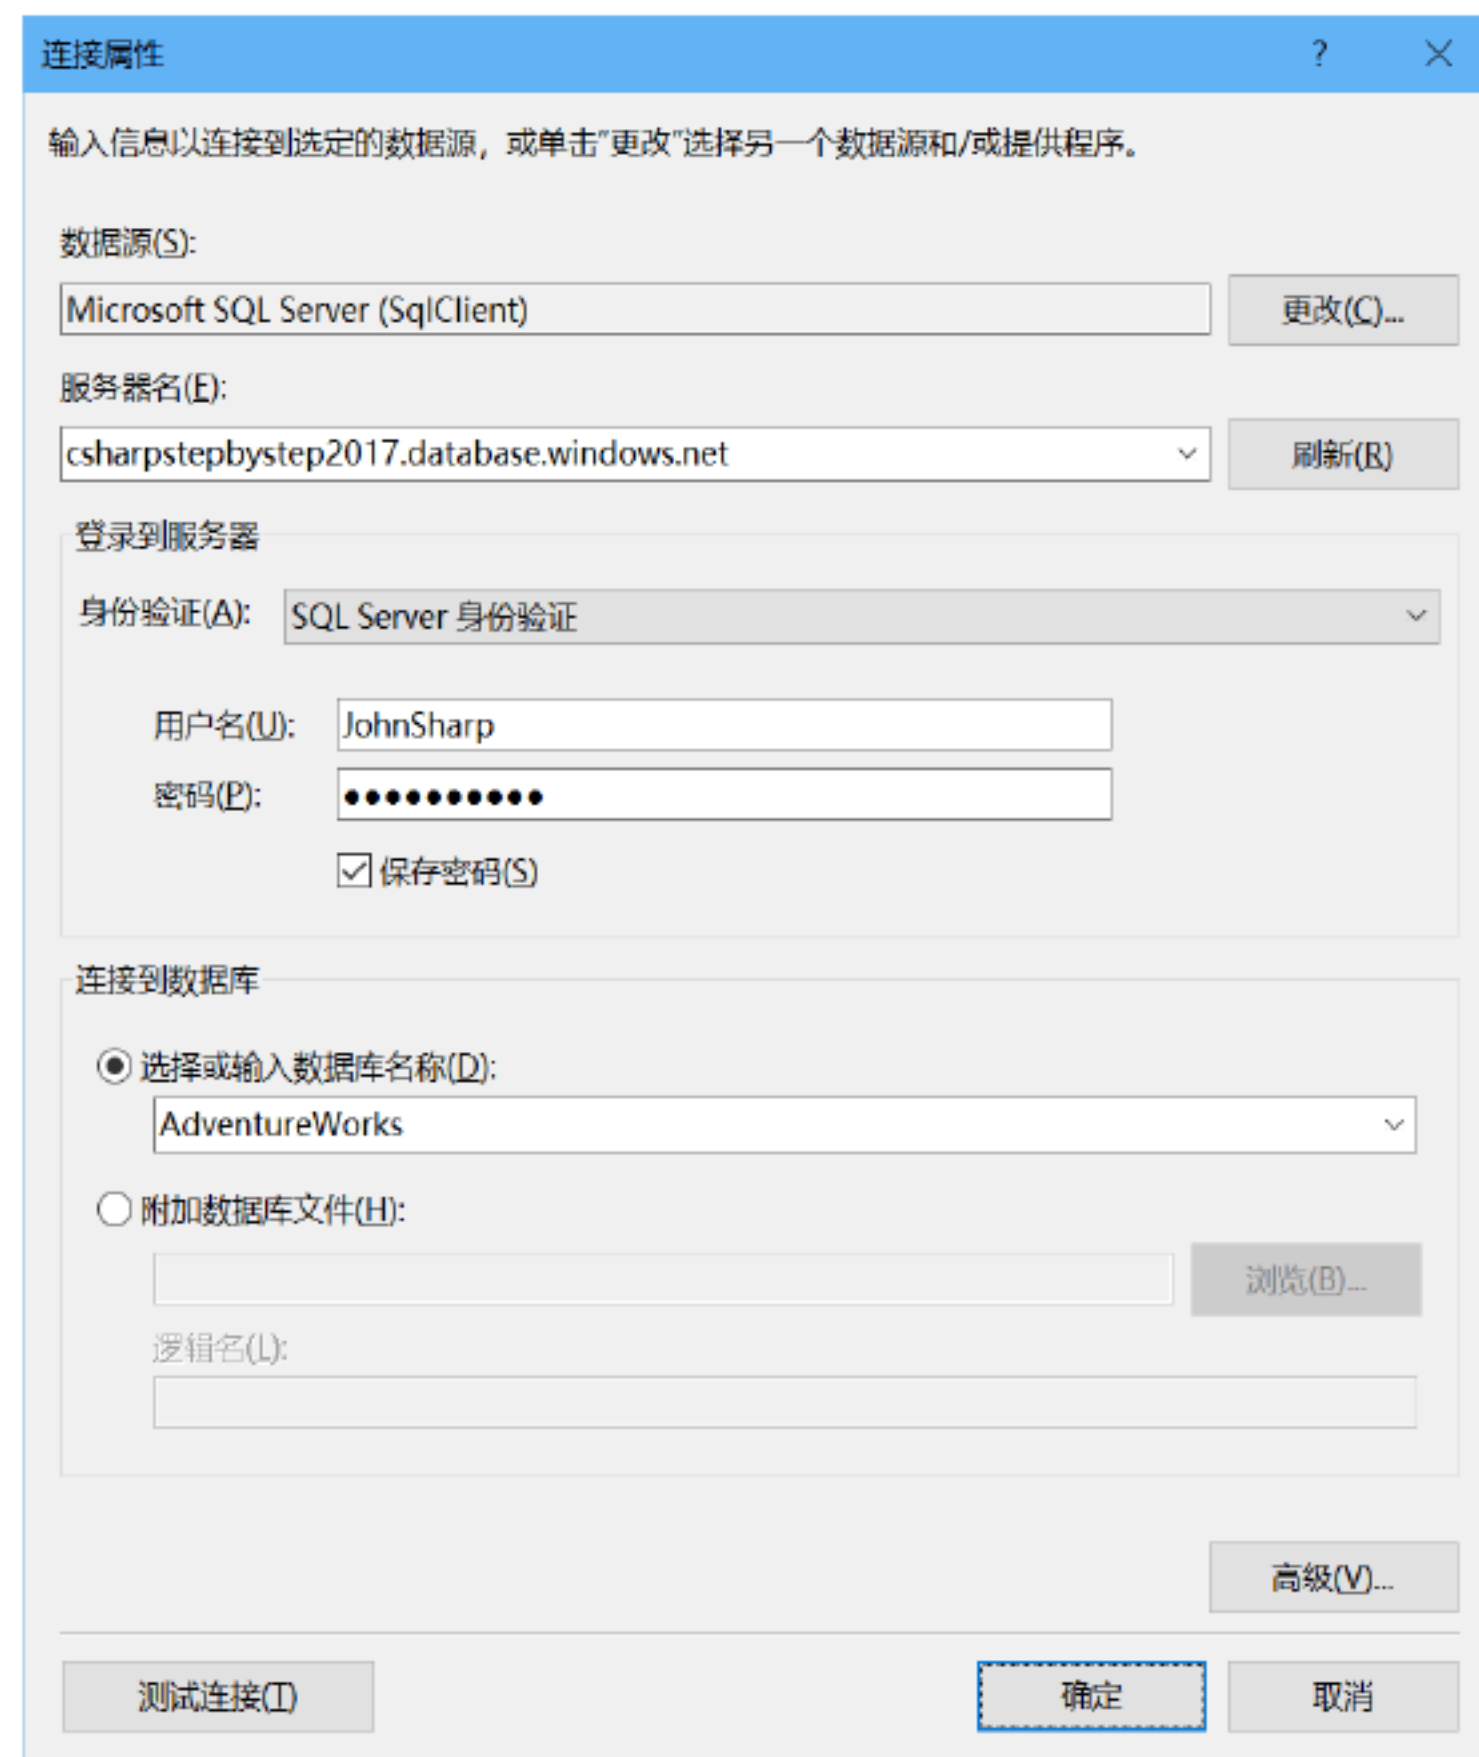 连接属性
输入信息以连接到选定的数据源，或单击"更改"选择另一个数据源和/或提供程序。
数据源(S):
Microsoft SQL Server (SqlClient)
更改(C)...
服务器名(E):
csharpstepbystep2017.database.windows.net
刷新(R)
登录到服务器
身份验证(A):
SQL Server 身份验证
用户名(U):
JohnSharp
密码(P):
●●●●●●●●●●
保存密码(S)
连接到数据库
选择或输入数据库名称(D):
AdventureWorks
附加数据库文件(H):
浏览(B)...
逻辑名(L):
高级(V)...
测试连接(T)
确定
取消